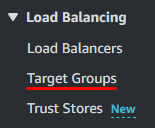 Load Balancing
Load Balancers
Target Groups
Trust Stores New